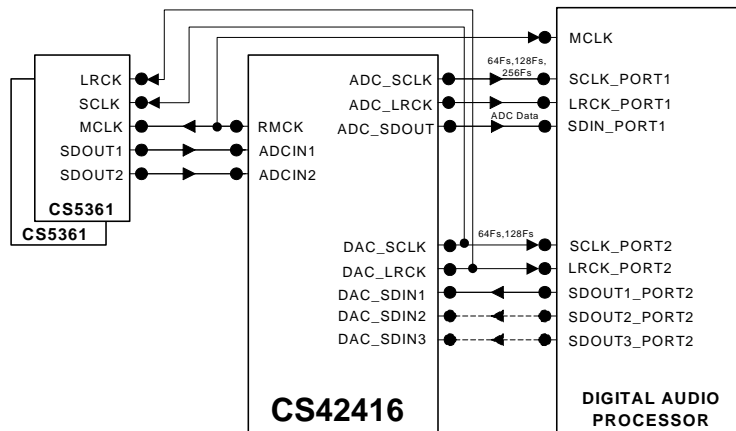 LRCK
SCLK
MCLK
SDOUT1
SDOUT2
CS5361
CS5361
RMCK
ADCIN1
ADCIN2
ADC_SCLK
ADC_LRCK
ADC_SDOUT
DAC_SCLK
DAC_LRCK
DAC_SDIN1
DAC_SDIN2
DAC_SDIN3
CS42416
64Fs,128Fs,
256Fs
ADC Data
64Fs,128Fs
MCLK
SCLK_PORT1
LRCK_PORT1
SDIN_PORT1
SCLK_PORT2
LRCK_PORT2
SDOUT1_PORT2
SDOUT2_PORT2
SDOUT3_PORT2
DIGITAL AUDIO
PROCESSOR